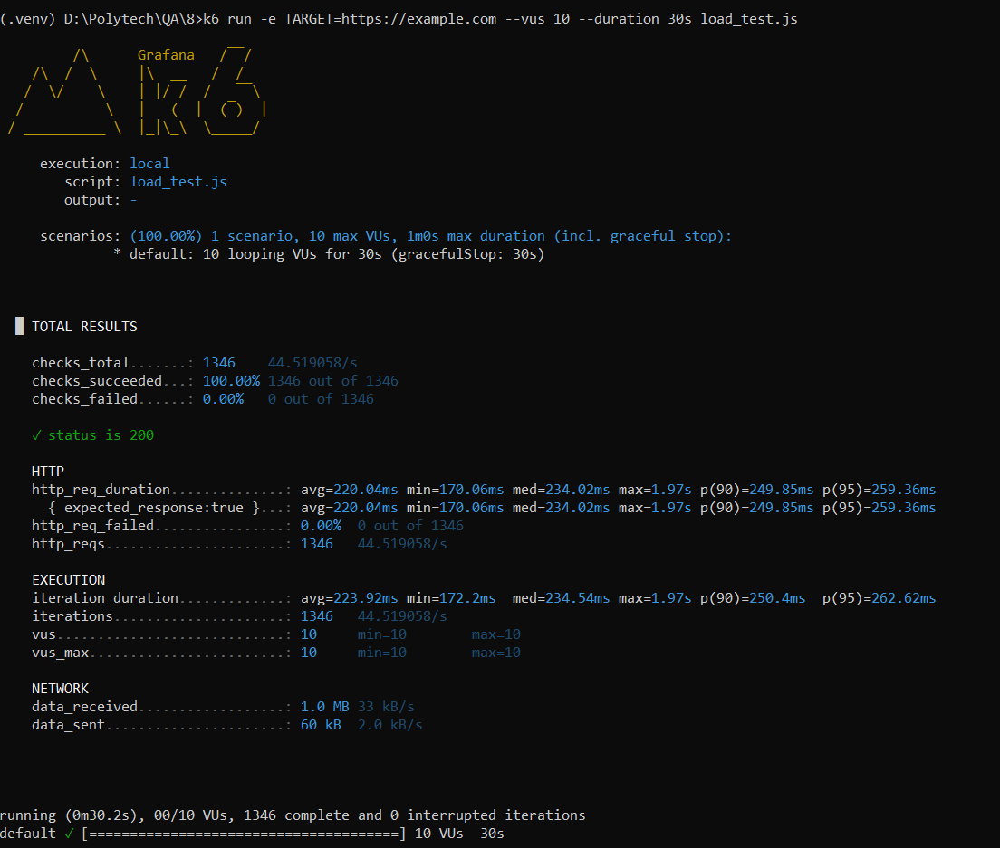 (.venv) D:\Polytech\QA\8>k6 run -e TARGET=https://example.com --vus 10 --duration 30s load_test.js
Grafana
k6
execution: local
script: load_test.js
output: -
scenarios: (100.00%) 1 scenario, 10 max VUs, 1m0s max duration (incl. graceful stop):
* default: 10 looping VUs for 30s (gracefulStop: 30s)
█ TOTAL RESULTS
checks_total.......: 1346 44.519058/s
checks_succeeded...: 100.00% 1346 out of 1346
checks_failed......: 0.00% 0 out of 1346
✓ status is 200
HTTP
http_req_duration..............: avg=220.04ms min=170.06ms med=234.02ms max=1.97s p(90)=249.85ms p(95)=259.36ms
{ expected_response:true }...: avg=220.04ms min=170.06ms med=234.02ms max=1.97s p(90)=249.85ms p(95)=259.36ms
http_req_failed................: 0.00% 0 out of 1346
http_reqs......................: 1346 44.519058/s
EXECUTION
iteration_duration.............: avg=223.92ms min=172.2ms med=234.54ms max=1.97s p(90)=250.4ms p(95)=262.62ms
iterations.....................: 1346 44.519058/s
vus............................: 10 min=10 max=10
vus_max........................: 10 min=10 max=10
NETWORK
data_received..................: 1.0 MB 33 kB/s
data_sent......................: 60 kB 2.0 kB/s
running (0m30.2s), 00/10 VUs, 1346 complete and 0 interrupted iterations
default ✓ [======================================] 10 VUs 30s